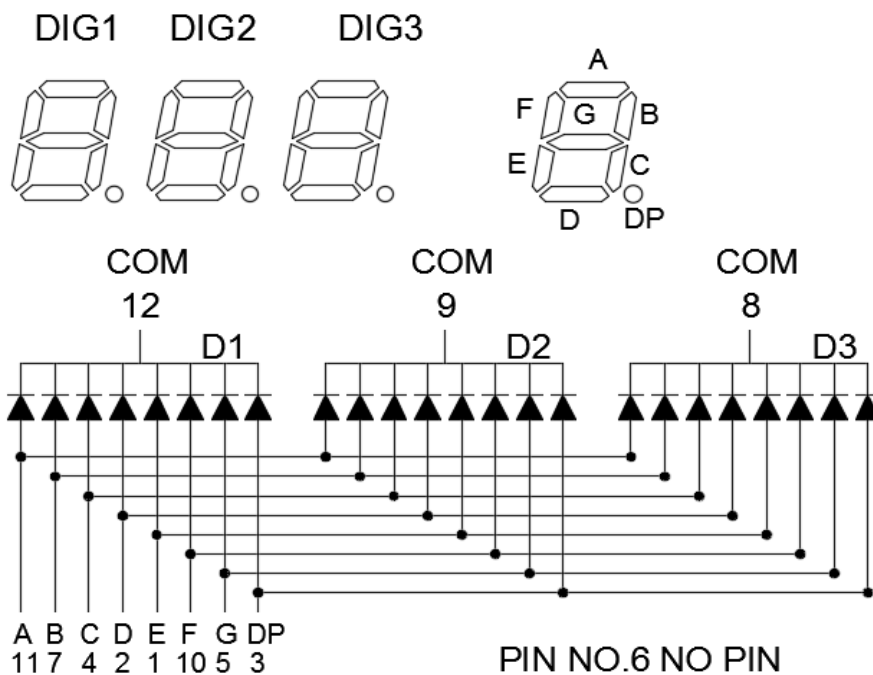 DIG1 DIG2 DIG3
A
F G B
E C
D DP
COM COM COM
12 9 8
D1 D2 D3
A B C D E F G DP
11 7 4 2 1 10 5 3
PIN NO.6 NO PIN